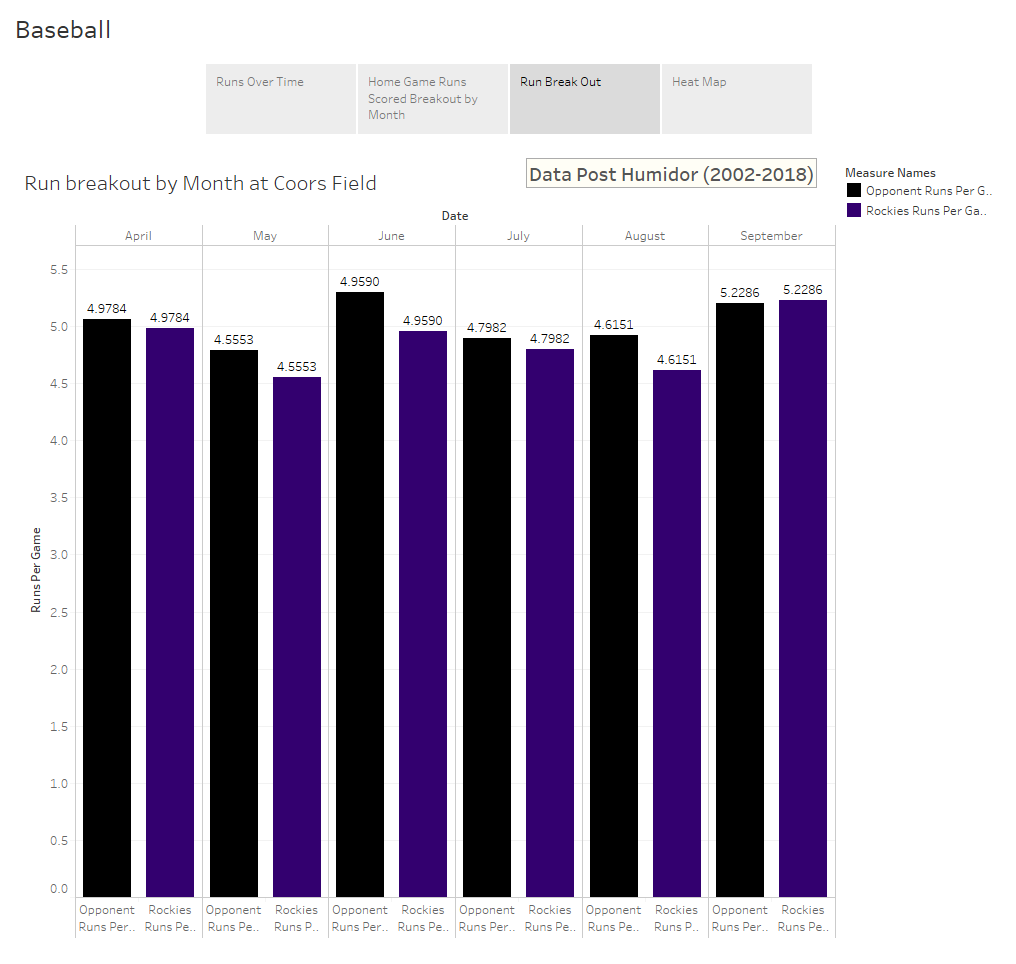 Baseball
Runs Over Time
Home Game Runs
Scored Breakout by
Month
Run Break Out
Heat Map
Run breakout by Month at Coors Field
Data Post Humidor (2002-2018)
Measure Names
Opponent Runs Per G..
Rockies Runs Per Ga..
Date
April May June July August September
5.5
5.0
4.5
4.0
3.5
3.0
2.5
2.0
1.5
1.0
0.5
0.0
Runs Per Game
4.9784 4.9784 4.5553 4.5553 4.9590 4.9590 4.7982 4.7982 4.6151 4.6151 5.2286 5.2286
Opponent Rockies Opponent Rockies Opponent Rockies Opponent Rockies Opponent Rockies Opponent Rockies
Runs Per.. Runs Pe.. Runs Pe.. Runs P.. Runs Per.. Runs Pe.. Runs Per.. Runs Pe.. Runs Pe.. Runs P.. Runs Per.. Runs Pe..